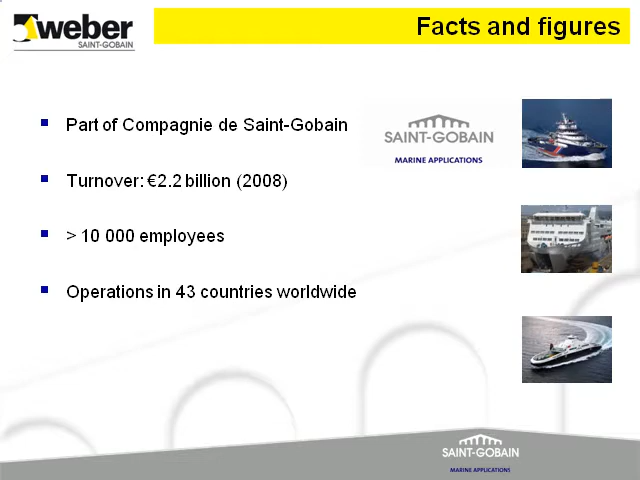 weber
SAINT-GOBAIN
Facts and figures
Part of Compagnie de Saint-Gobain
SAINT-GOBAIN
MARINE APPLICATIONS
Turnover: €2.2 billion (2008)
> 10 000 employees
Operations in 43 countries worldwide
SAINT-GOBAIN
MARINE APPLICATIONS